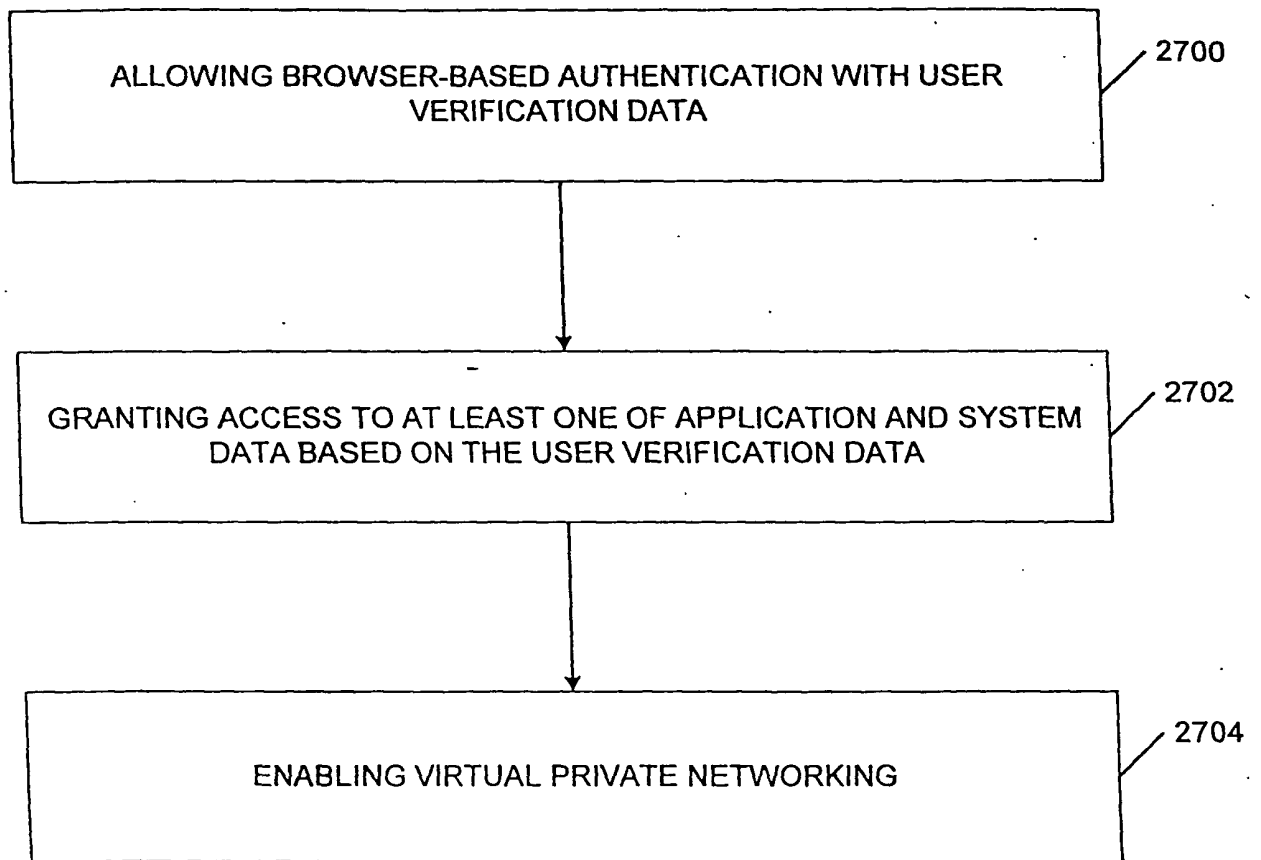 ALLOWING BROWSER-BASED AUTHENTICATION WITH USER
VERIFICATION DATA
2700
GRANTING ACCESS TO AT LEAST ONE OF APPLICATION AND SYSTEM
DATA BASED ON THE USER VERIFICATION DATA
2702
ENABLING VIRTUAL PRIVATE NETWORKING
2704